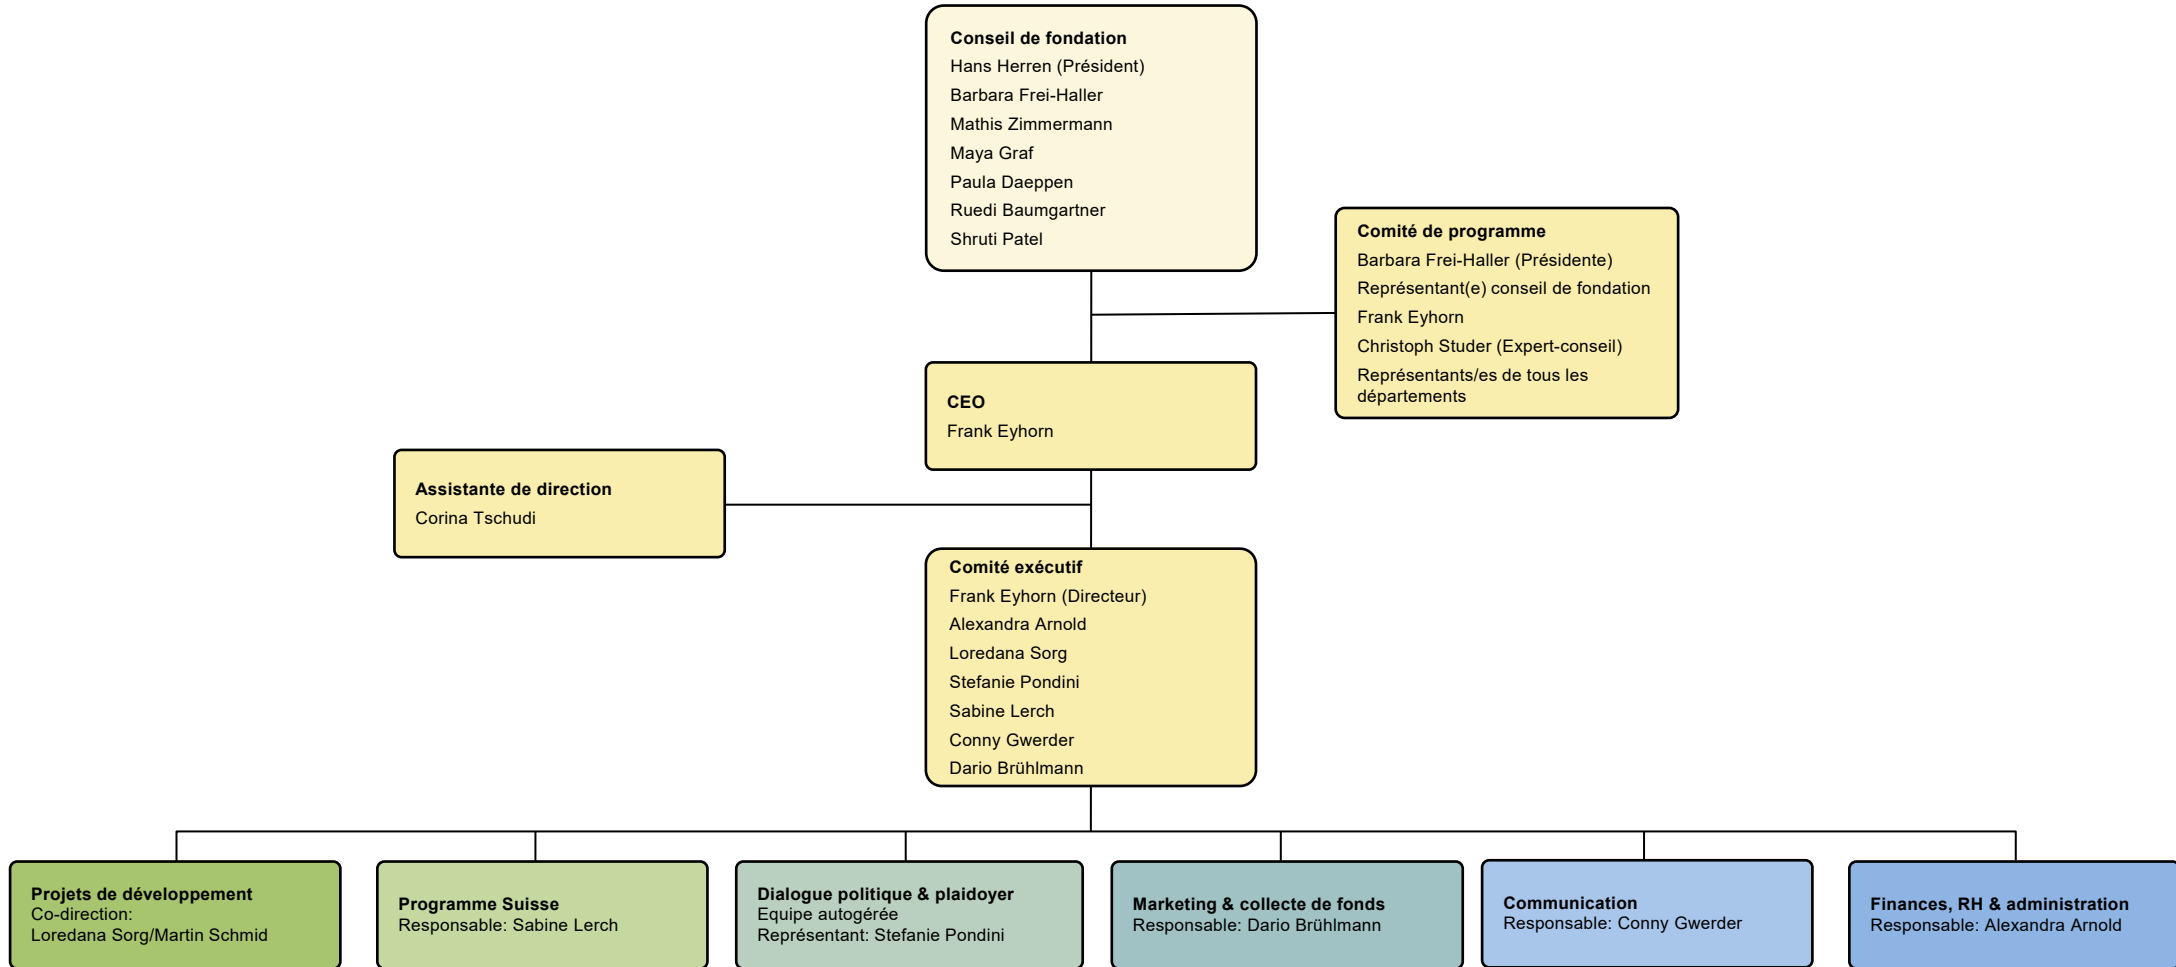 Conseil de fondation
Hans Herren (Président)
Barbara Frei-Haller
Mathis Zimmermann
Maya Graf
Paula Daeppen
Ruedi Baumgartner
Shruti Patel
Comité de programme
Barbara Frei-Haller (Présidente)
Représentant(e) conseil de fondation
Frank Eyhorn
Christoph Studer (Expert-conseil)
Représentants/es de tous les
départements
CEO
Frank Eyhorn
Assistante de direction
Corina Tschudi
Comité exécutif
Frank Eyhorn (Directeur)
Alexandra Arnold
Loredana Sorg
Stefanie Pondini
Sabine Lerch
Conny Gwerder
Dario Brühlmann
Projets de développement
Co-direction:
Loredana Sorg/Martin Schmid
Programme Suisse
Responsable: Sabine Lerch
Dialogue politique & plaidoyer
Equipe autogérée
Représentant: Stefanie Pondini
Marketing & collecte de fonds
Responsable: Dario Brühlmann
Communication
Responsable: Conny Gwerder
Finances, RH & administration
Responsable: Alexandra Arnold